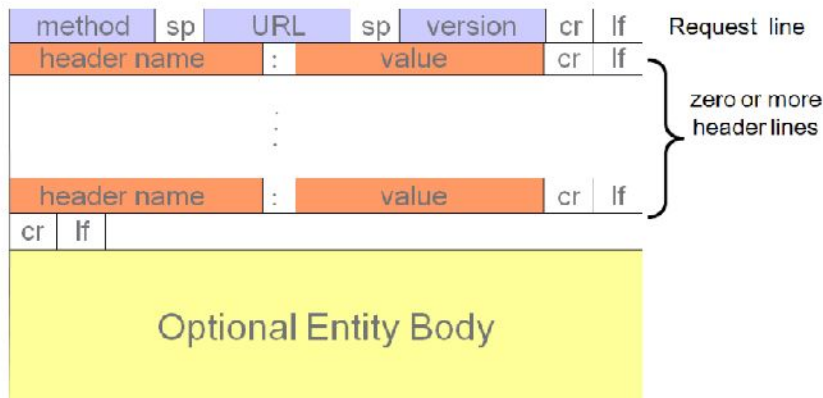 method sp URL sp version cr lf Request line
header name : value cr lf
zero or more
header lines
:
header name : value cr lf
cr lf
Optional Entity Body